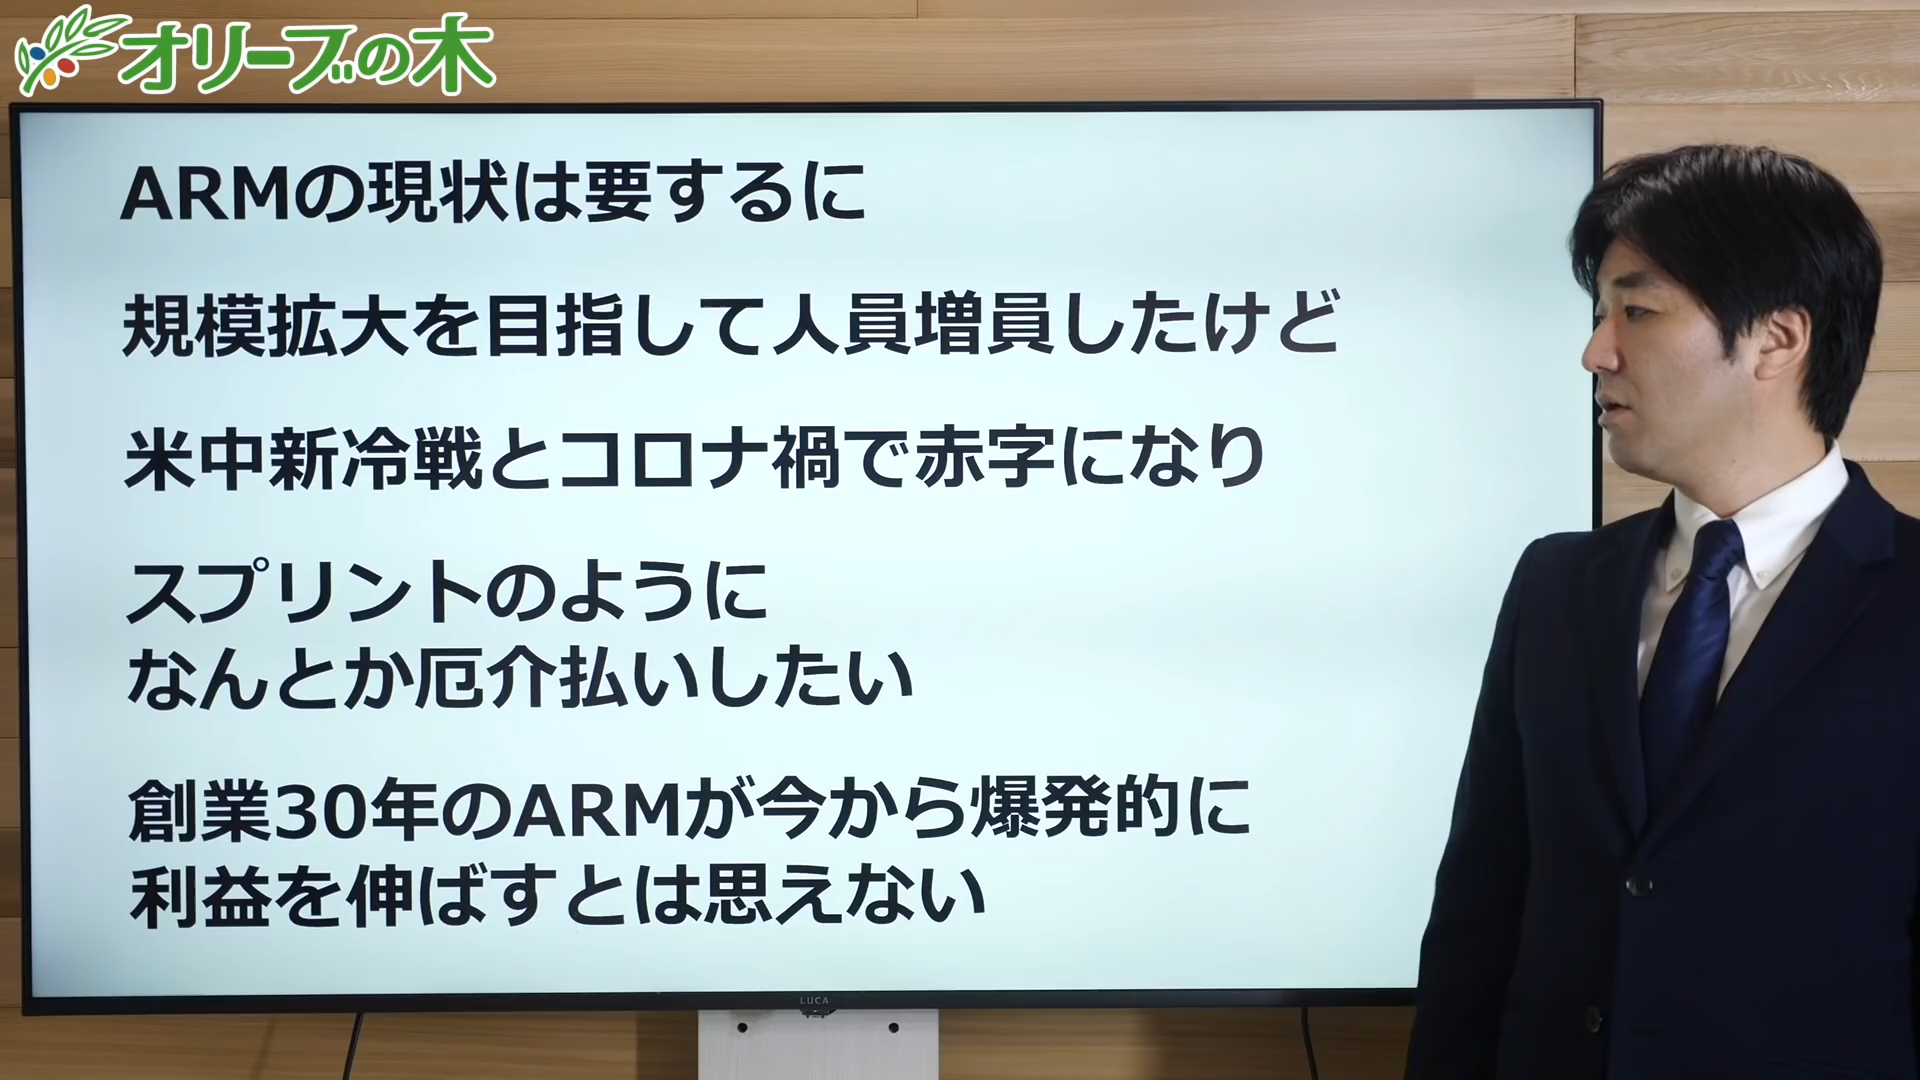 オリーブの木
ARMの現状は要するに
規模拡大を目指して人員増員したけど
米中新冷戦とコロナ禍で赤字になり
スプリントのように
なんとか厄介払いしたい
創業30年のARMが今から爆発的に
利益を伸ばすとは思えない
LUCA